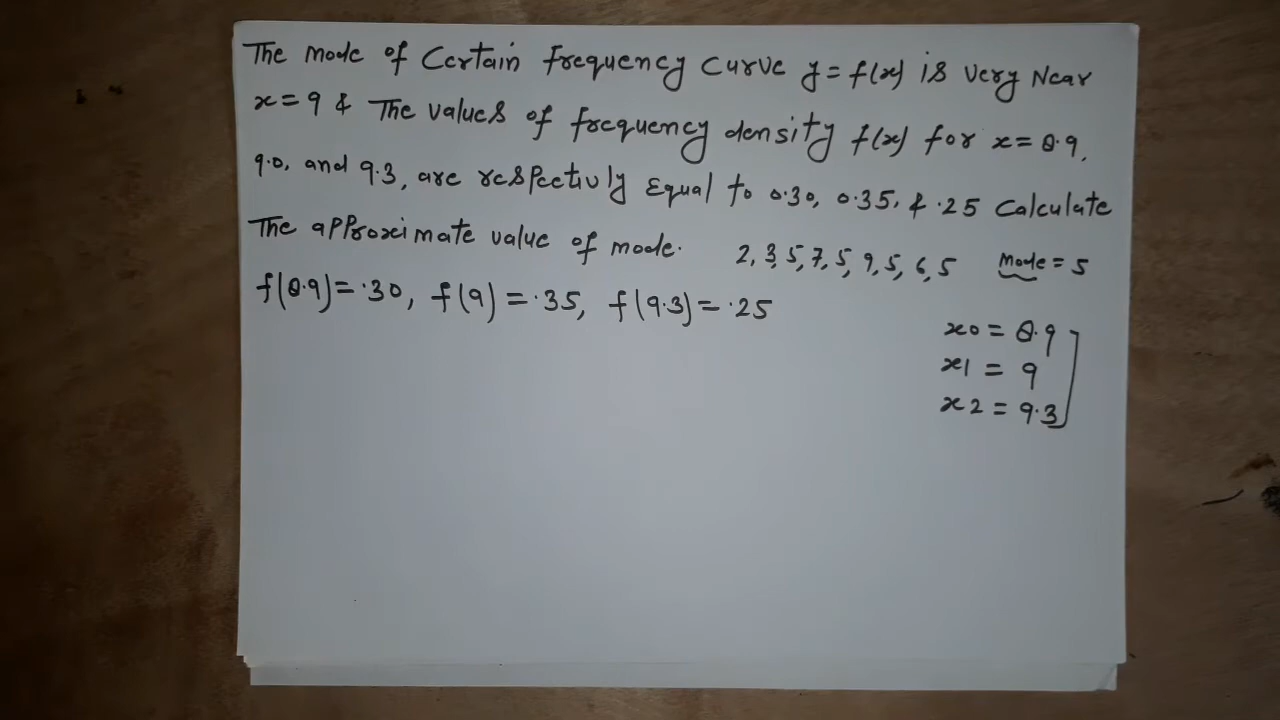 The mode of Certain frequency curve y = f(x) is very Near
x = 9 & The values of frequency density f(x) for x = 8.9,
9.0, and 9.3, are respectivly Equal to 0.30, 0.35, & .25 Calculate
The approximate value of mode.
2, 3, 5, 7, 5, 9, 5, 6, 5 mode = 5
f(8.9) = .30, f(9) = .35, f(9.3) = .25
x0 = 8.9
x1 = 9
x2 = 9.3